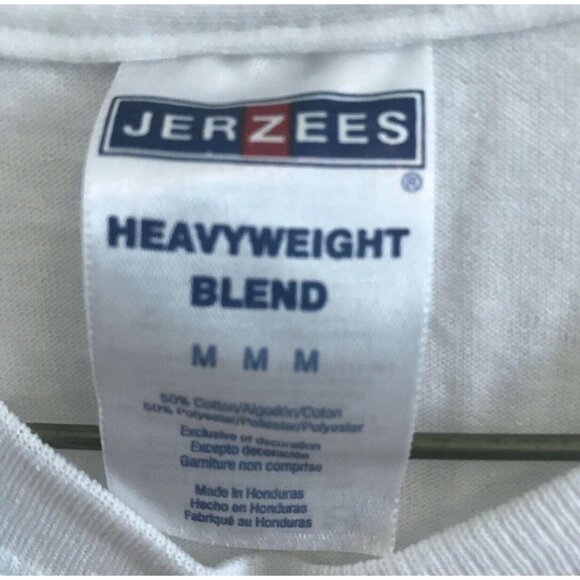 JERZEES
®
HEAVYWEIGHT
BLEND
M M M
50% Cotton/Algodón/Coton
50% Polyester/Poliéster/Polyester
Exclusive of decoration
Excepto decoración
Garniture non comprise
Made in Honduras
Hecho en Honduras
Fabriqué au Honduras